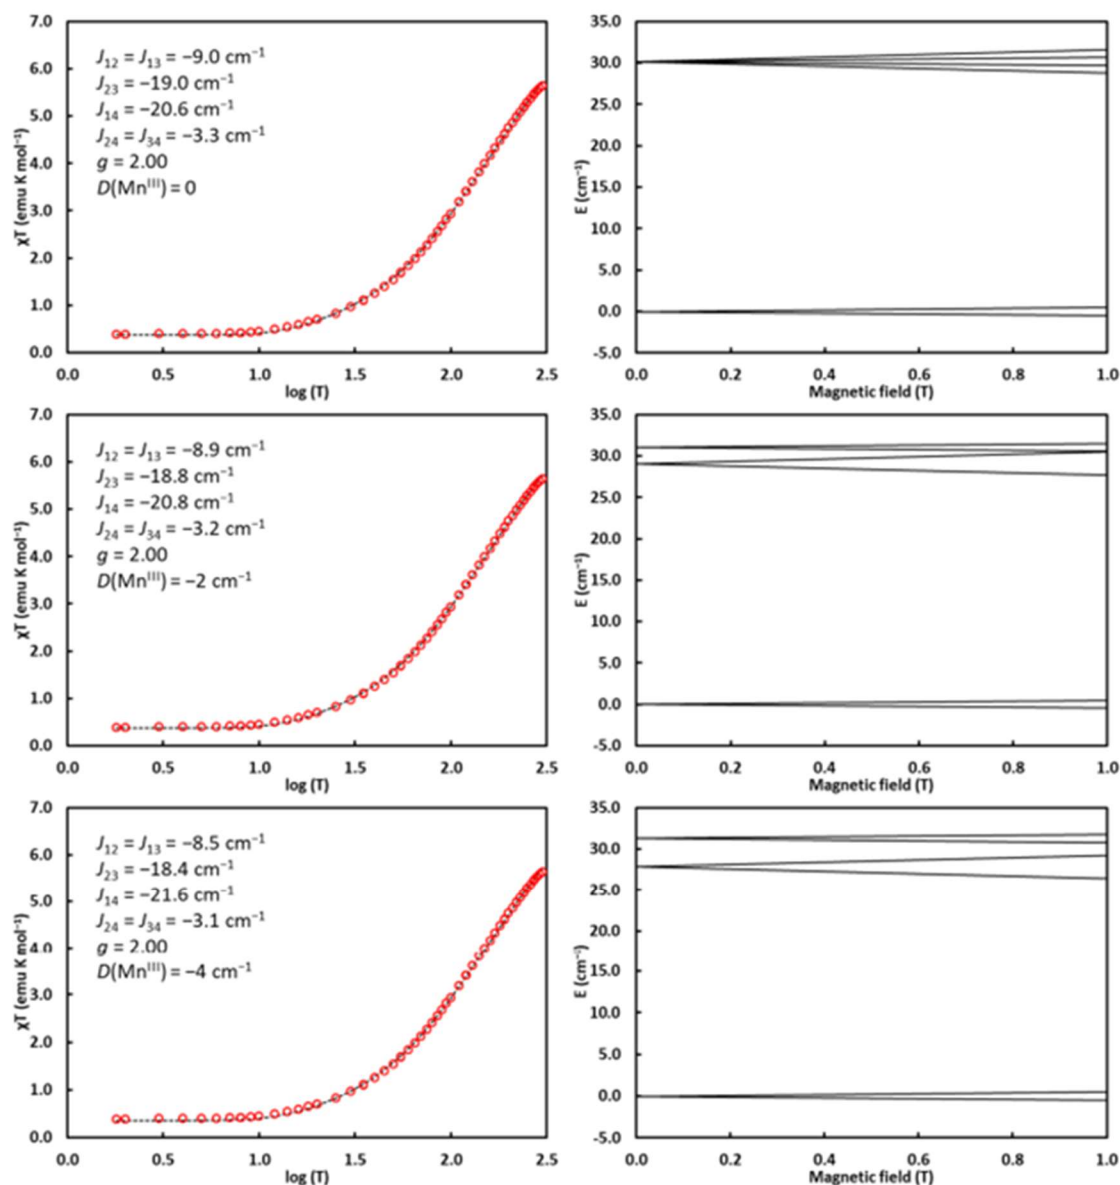 7.0
6.0
5.0
4.0
3.0
2.0
1.0
0.0
χT (emu K mol⁻¹)
J₁₂ = J₁₃ = −9.0 cm⁻¹
J₂₃ = −19.0 cm⁻¹
J₁₄ = −20.6 cm⁻¹
J₂₄ = J₃₄ = −3.3 cm⁻¹
g = 2.00
D(Mnᴵᴵᴵ) = 0
0.0 0.5 1.0 1.5 2.0 2.5
log (T)
35.0
30.0
25.0
20.0
15.0
10.0
5.0
0.0
-5.0
E (cm⁻¹)
0.0 0.2 0.4 0.6 0.8 1.0
Magnetic field (T)
7.0
6.0
5.0
4.0
3.0
2.0
1.0
0.0
χT (emu K mol⁻¹)
J₁₂ = J₁₃ = −8.9 cm⁻¹
J₂₃ = −18.8 cm⁻¹
J₁₄ = −20.8 cm⁻¹
J₂₄ = J₃₄ = −3.2 cm⁻¹
g = 2.00
D(Mnᴵᴵᴵ) = −2 cm⁻¹
0.0 0.5 1.0 1.5 2.0 2.5
log (T)
35.0
30.0
25.0
20.0
15.0
10.0
5.0
0.0
-5.0
E (cm⁻¹)
0.0 0.2 0.4 0.6 0.8 1.0
Magnetic field (T)
7.0
6.0
5.0
4.0
3.0
2.0
1.0
0.0
χT (emu K mol⁻¹)
J₁₂ = J₁₃ = −8.5 cm⁻¹
J₂₃ = −18.4 cm⁻¹
J₁₄ = −21.6 cm⁻¹
J₂₄ = J₃₄ = −3.1 cm⁻¹
g = 2.00
D(Mnᴵᴵᴵ) = −4 cm⁻¹
0.0 0.5 1.0 1.5 2.0 2.5
log (T)
35.0
30.0
25.0
20.0
15.0
10.0
5.0
0.0
-5.0
E (cm⁻¹)
0.0 0.2 0.4 0.6 0.8 1.0
Magnetic field (T)